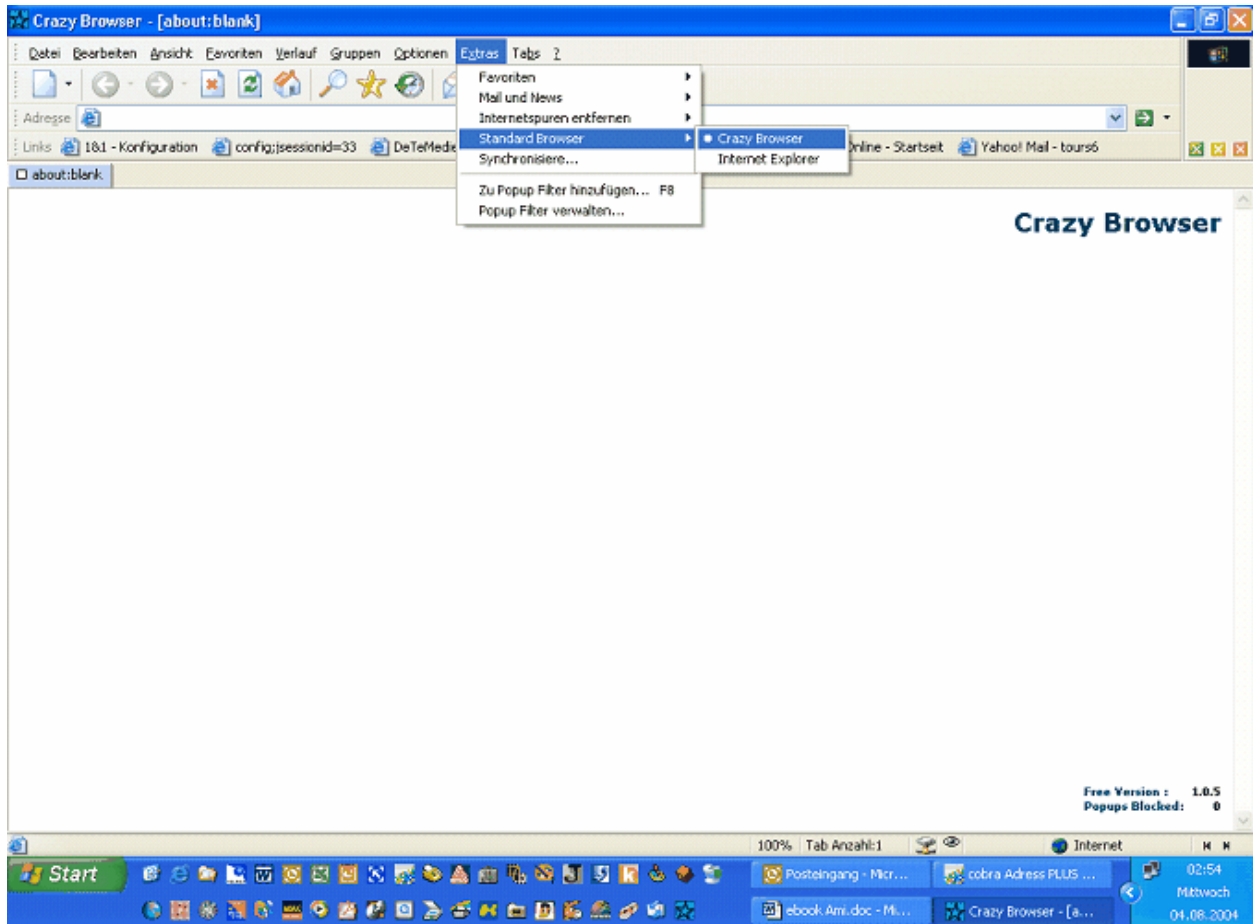 Crazy Browser - [about:blank]
Datei Bearbeiten Ansicht Favoriten Verlauf Gruppen Optionen Extras Tabs ?
Adresse
Links 1&1 - Konfiguration config;jsessionid=33 DeTeMedie Online - Startseit Yahoo! Mail - tours6
about:blank
Favoriten
Mail und News
Internetspuren entfernen
Standard Browser
Synchronisiere...
Zu Popup Filter hinzufügen... F8
Popup Filter verwalten...
Crazy Browser
Internet Explorer
Crazy Browser
Free Version : 1.0.5
Popups Blocked: 0
100% Tab Anzahl:1 Internet
Start
Posteingang - Micr...
cobra Adress PLUS ...
ebook Ami.doc - Mi...
Crazy Browser - [a...
02:54
Mittwoch
04.08.2004